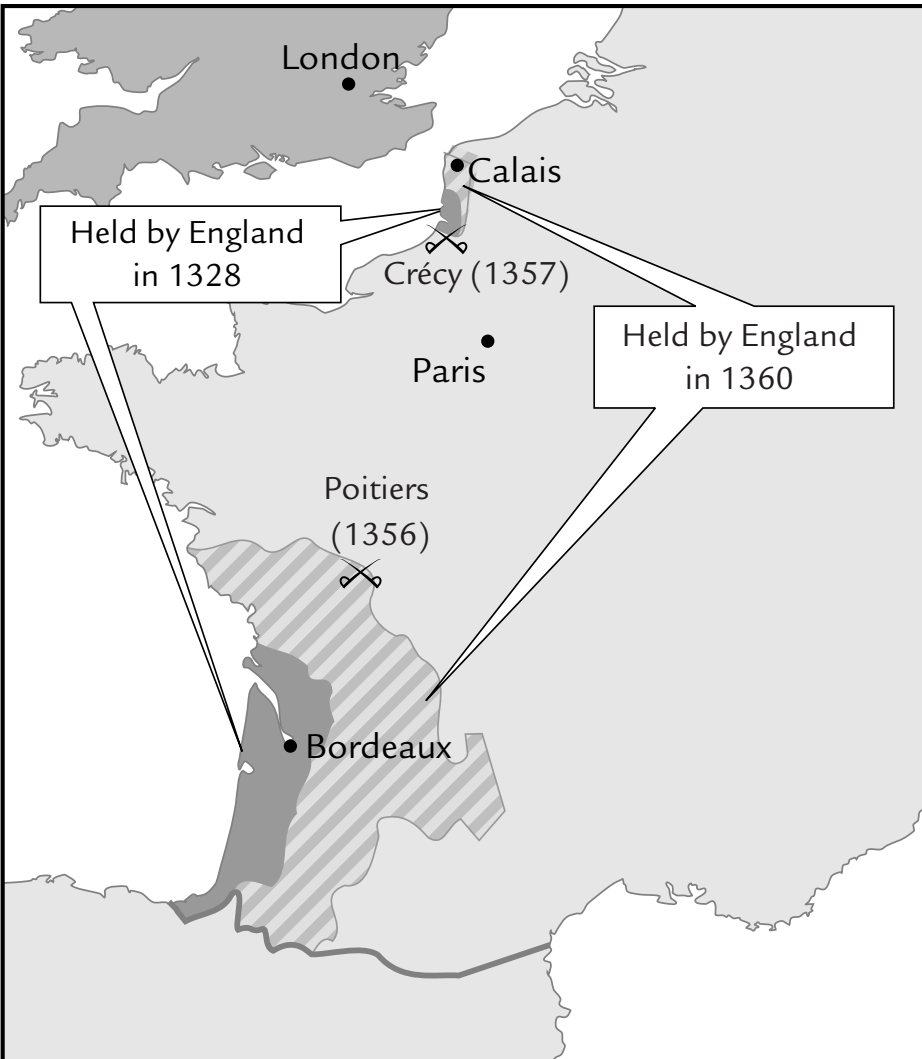 London
Calais
Held by England
in 1328
Crécy (1357)
Held by England
in 1360
Paris
Poitiers
(1356)
Bordeaux